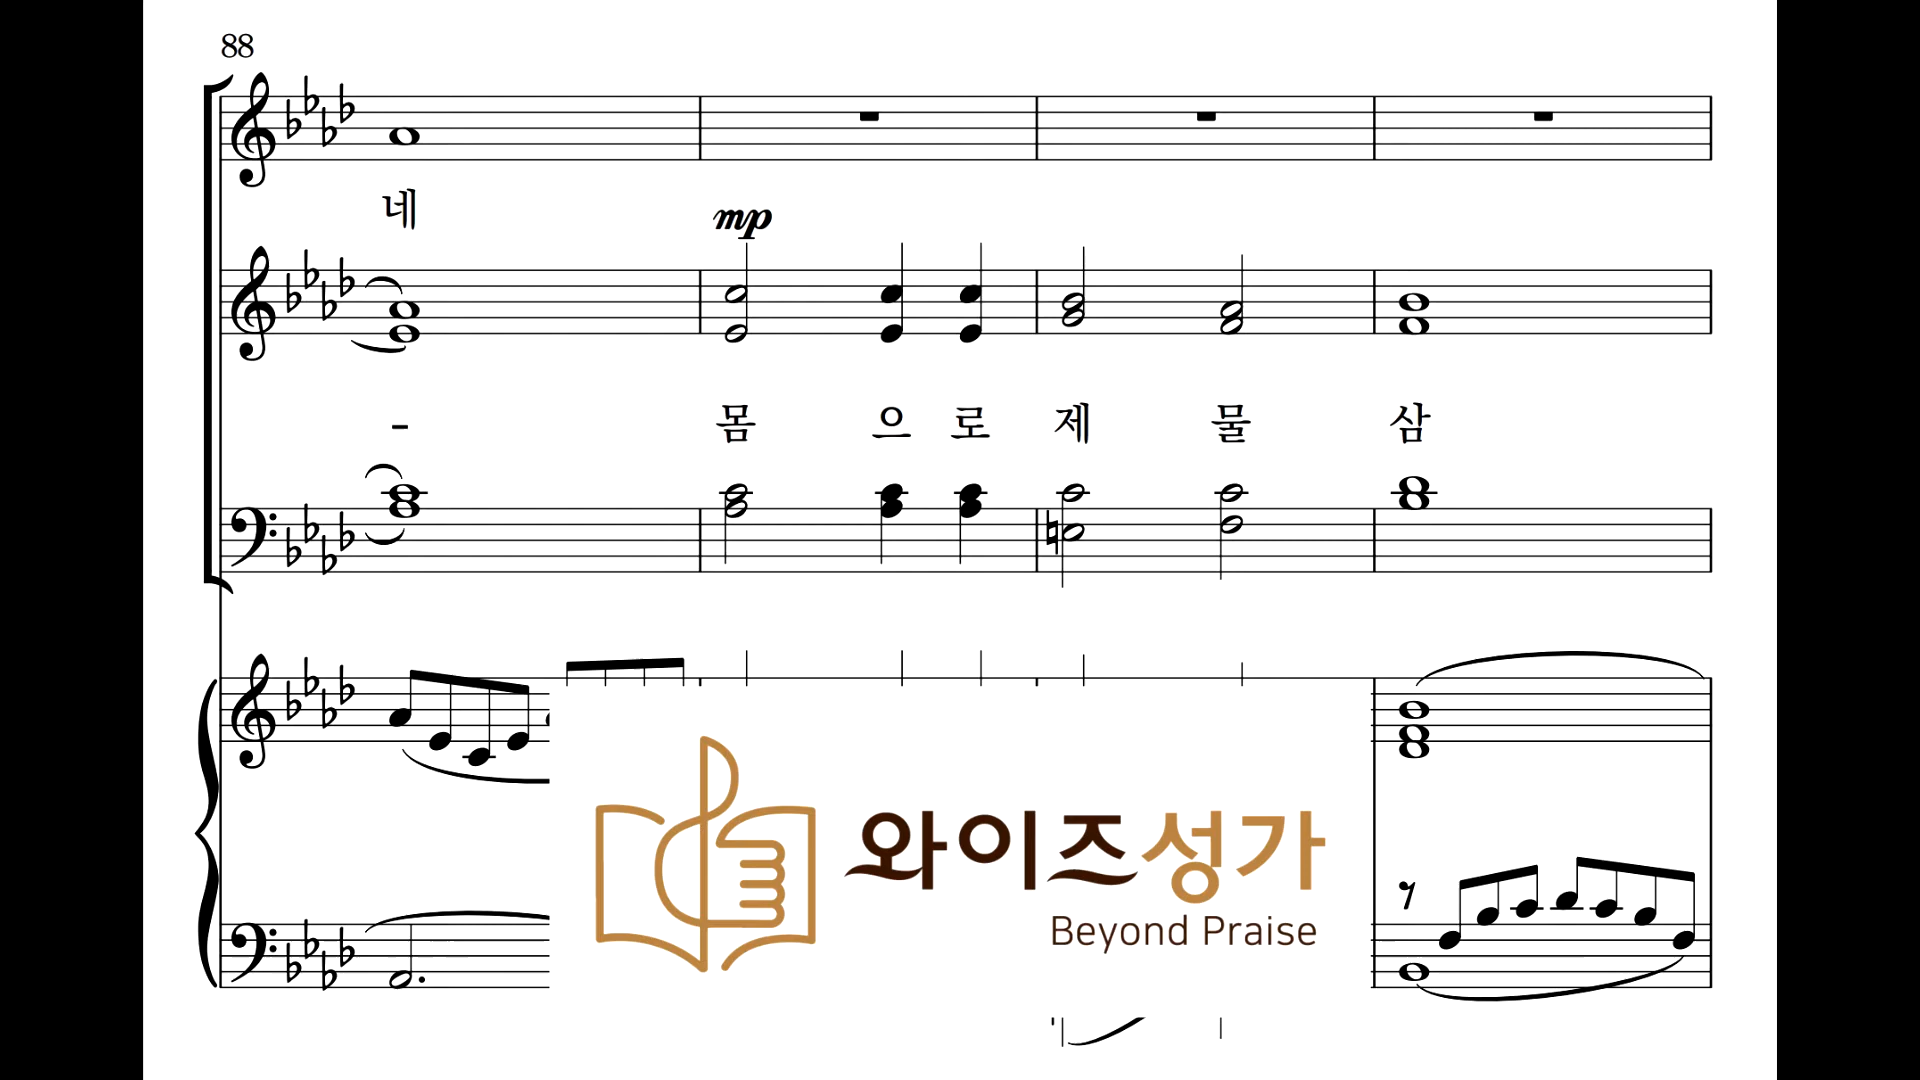 88
네
mp
- 몸 으 로 제 물 삼
와이즈성가
Beyond Praise